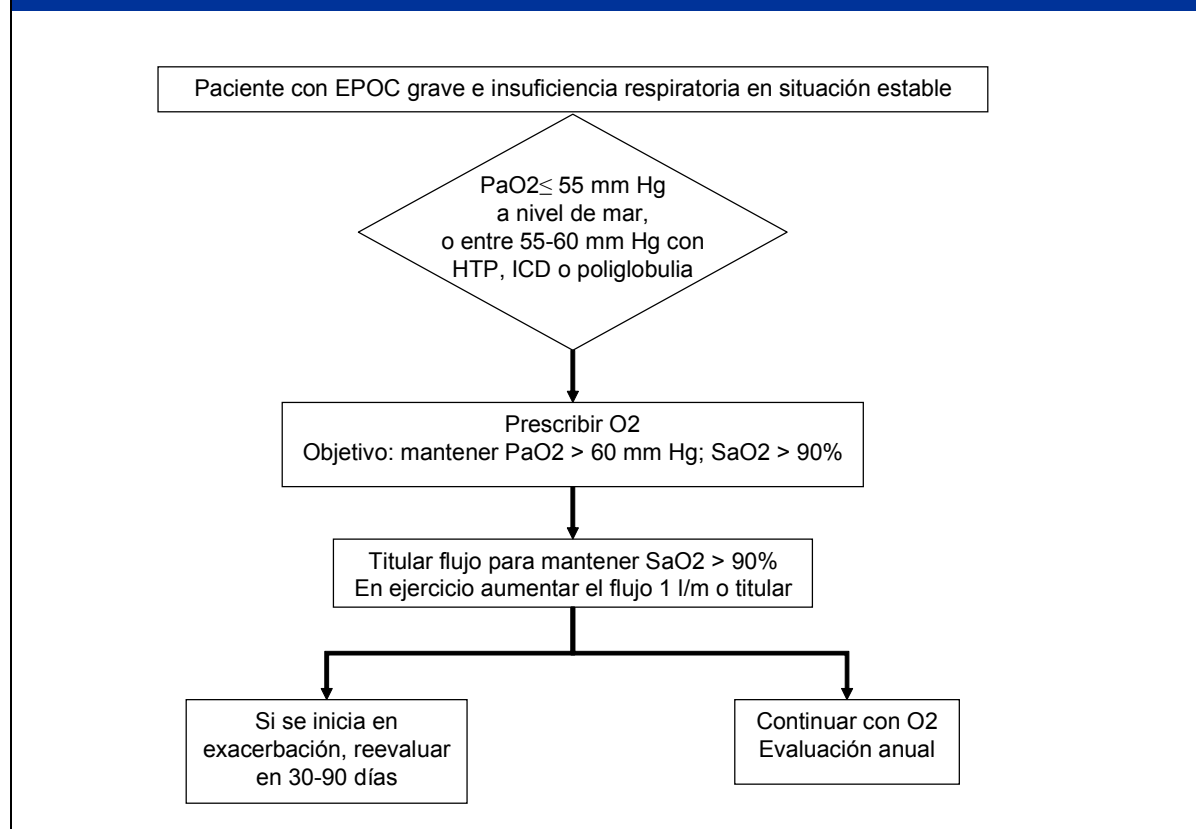 Paciente con EPOC grave e insuficiencia respiratoria en situación estable
PaO2≤ 55 mm Hg
a nivel de mar,
o entre 55-60 mm Hg con
HTP, ICD o poliglobulia
Prescribir O2
Objetivo: mantener PaO2 > 60 mm Hg; SaO2 > 90%
Titular flujo para mantener SaO2 > 90%
En ejercicio aumentar el flujo 1 l/m o titular
Si se inicia en
exacerbación, reevaluar
en 30-90 días
Continuar con O2
Evaluación anual